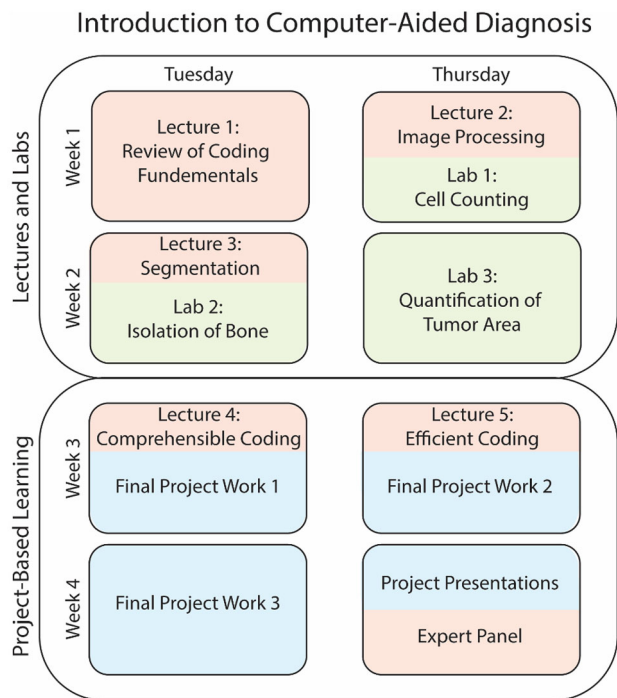 Introduction to Computer-Aided Diagnosis
Tuesday
Thursday
Lectures and Labs
Week 1
Lecture 1:
Review of Coding
Fundementals
Lecture 2:
Image Processing
Lab 1:
Cell Counting
Week 2
Lecture 3:
Segmentation
Lab 2:
Isolation of Bone
Lab 3:
Quantification of
Tumor Area
Project-Based Learning
Week 3
Lecture 4:
Comprehensible Coding
Final Project Work 1
Lecture 5:
Efficient Coding
Final Project Work 2
Week 4
Final Project Work 3
Project Presentations
Expert Panel